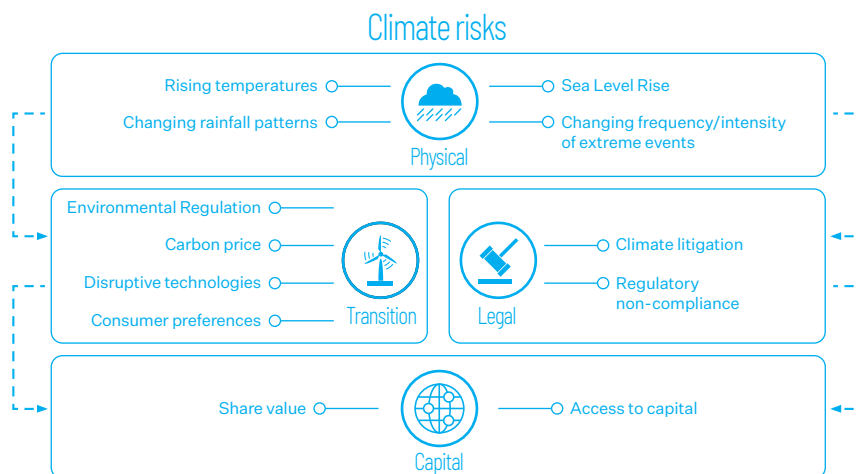 Climate risks
Rising temperatures
Changing rainfall patterns
Sea Level Rise
Changing frequency/intensity
of extreme events
Physical
Environmental Regulation
Carbon price
Disruptive technologies
Consumer preferences
Transition
Climate litigation
Regulatory
non-compliance
Legal
Share value
Access to capital
Capital